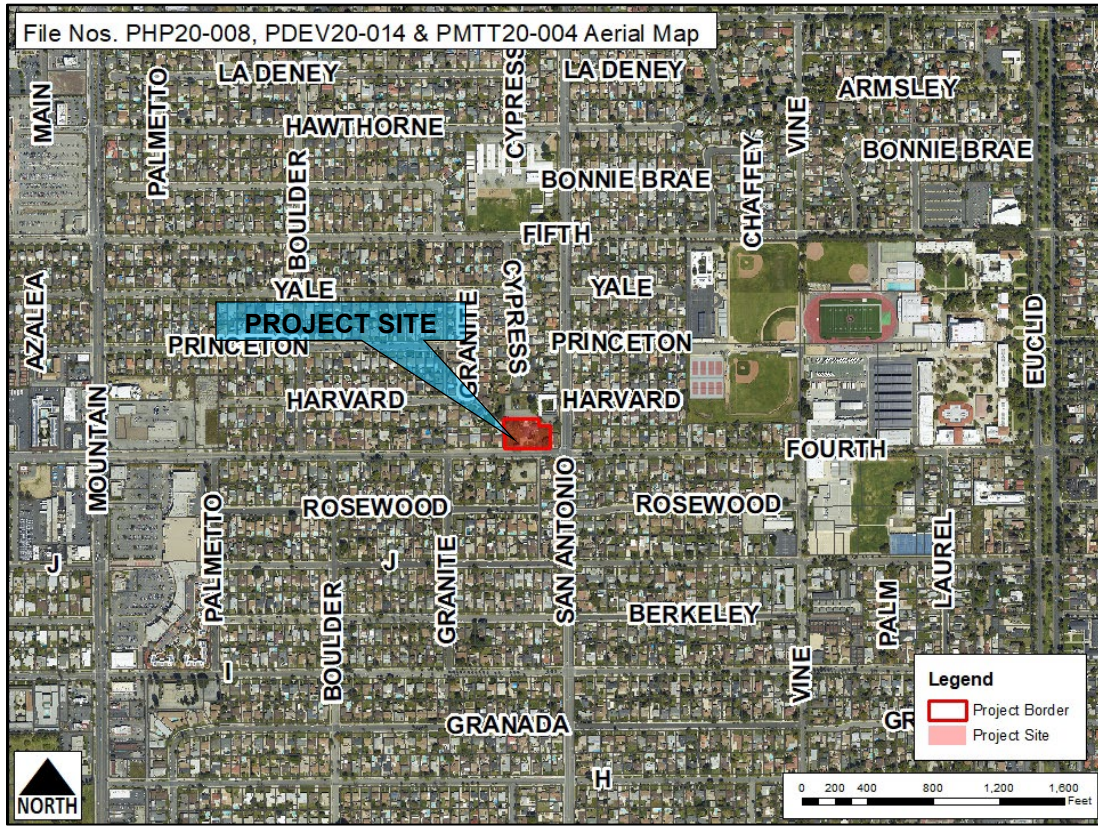 File Nos. PHP20-008, PDEV20-014 & PMTT20-004 Aerial Map
MAIN
PALMETTO
LA DENEY
CYPRESS
LA DENEY
ARMSLEY
HAWTHORNE
VINE
BOULDER
BONNIE BRAE
CHAFFEY
BONNIE BRAE
FIFTH
AZALEA
YALE
CYPRESS
YALE
EUCLID
PROJECT SITE
GRANITE
PRINCETON
PRINCETON
HARVARD
HARVARD
MOUNTAIN
FOURTH
PALMETTO
ROSEWOOD
SAN ANTONIO
ROSEWOOD
J
J
GRANITE
LAUREL
BOULDER
BERKELEY
PALM
I
VINE
GRANADA
GR
H
Legend
Project Border
Project Site
NORTH
0 200 400 800 1,200 1,600
Feet